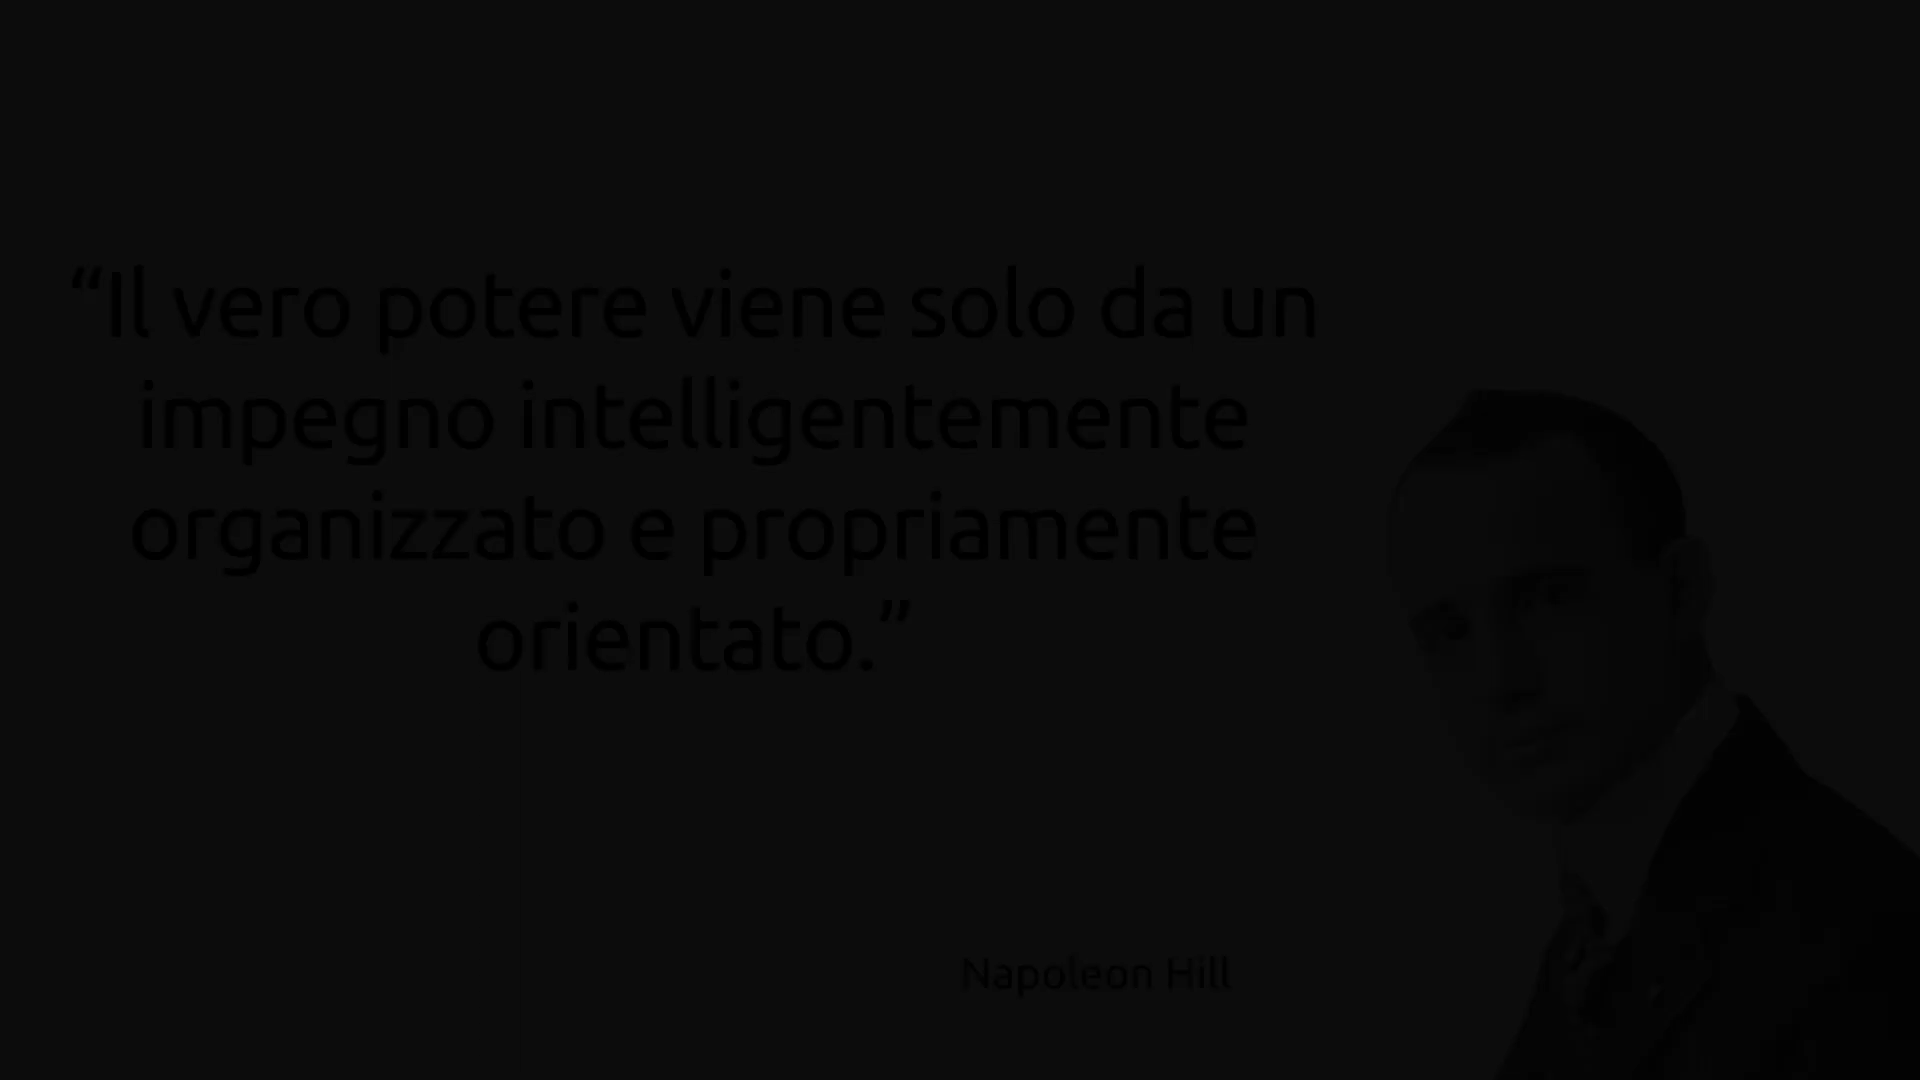 “Il vero potere viene solo da un
impegno intelligentemente
organizzato e propriamente
orientato.”
Napoleon Hill